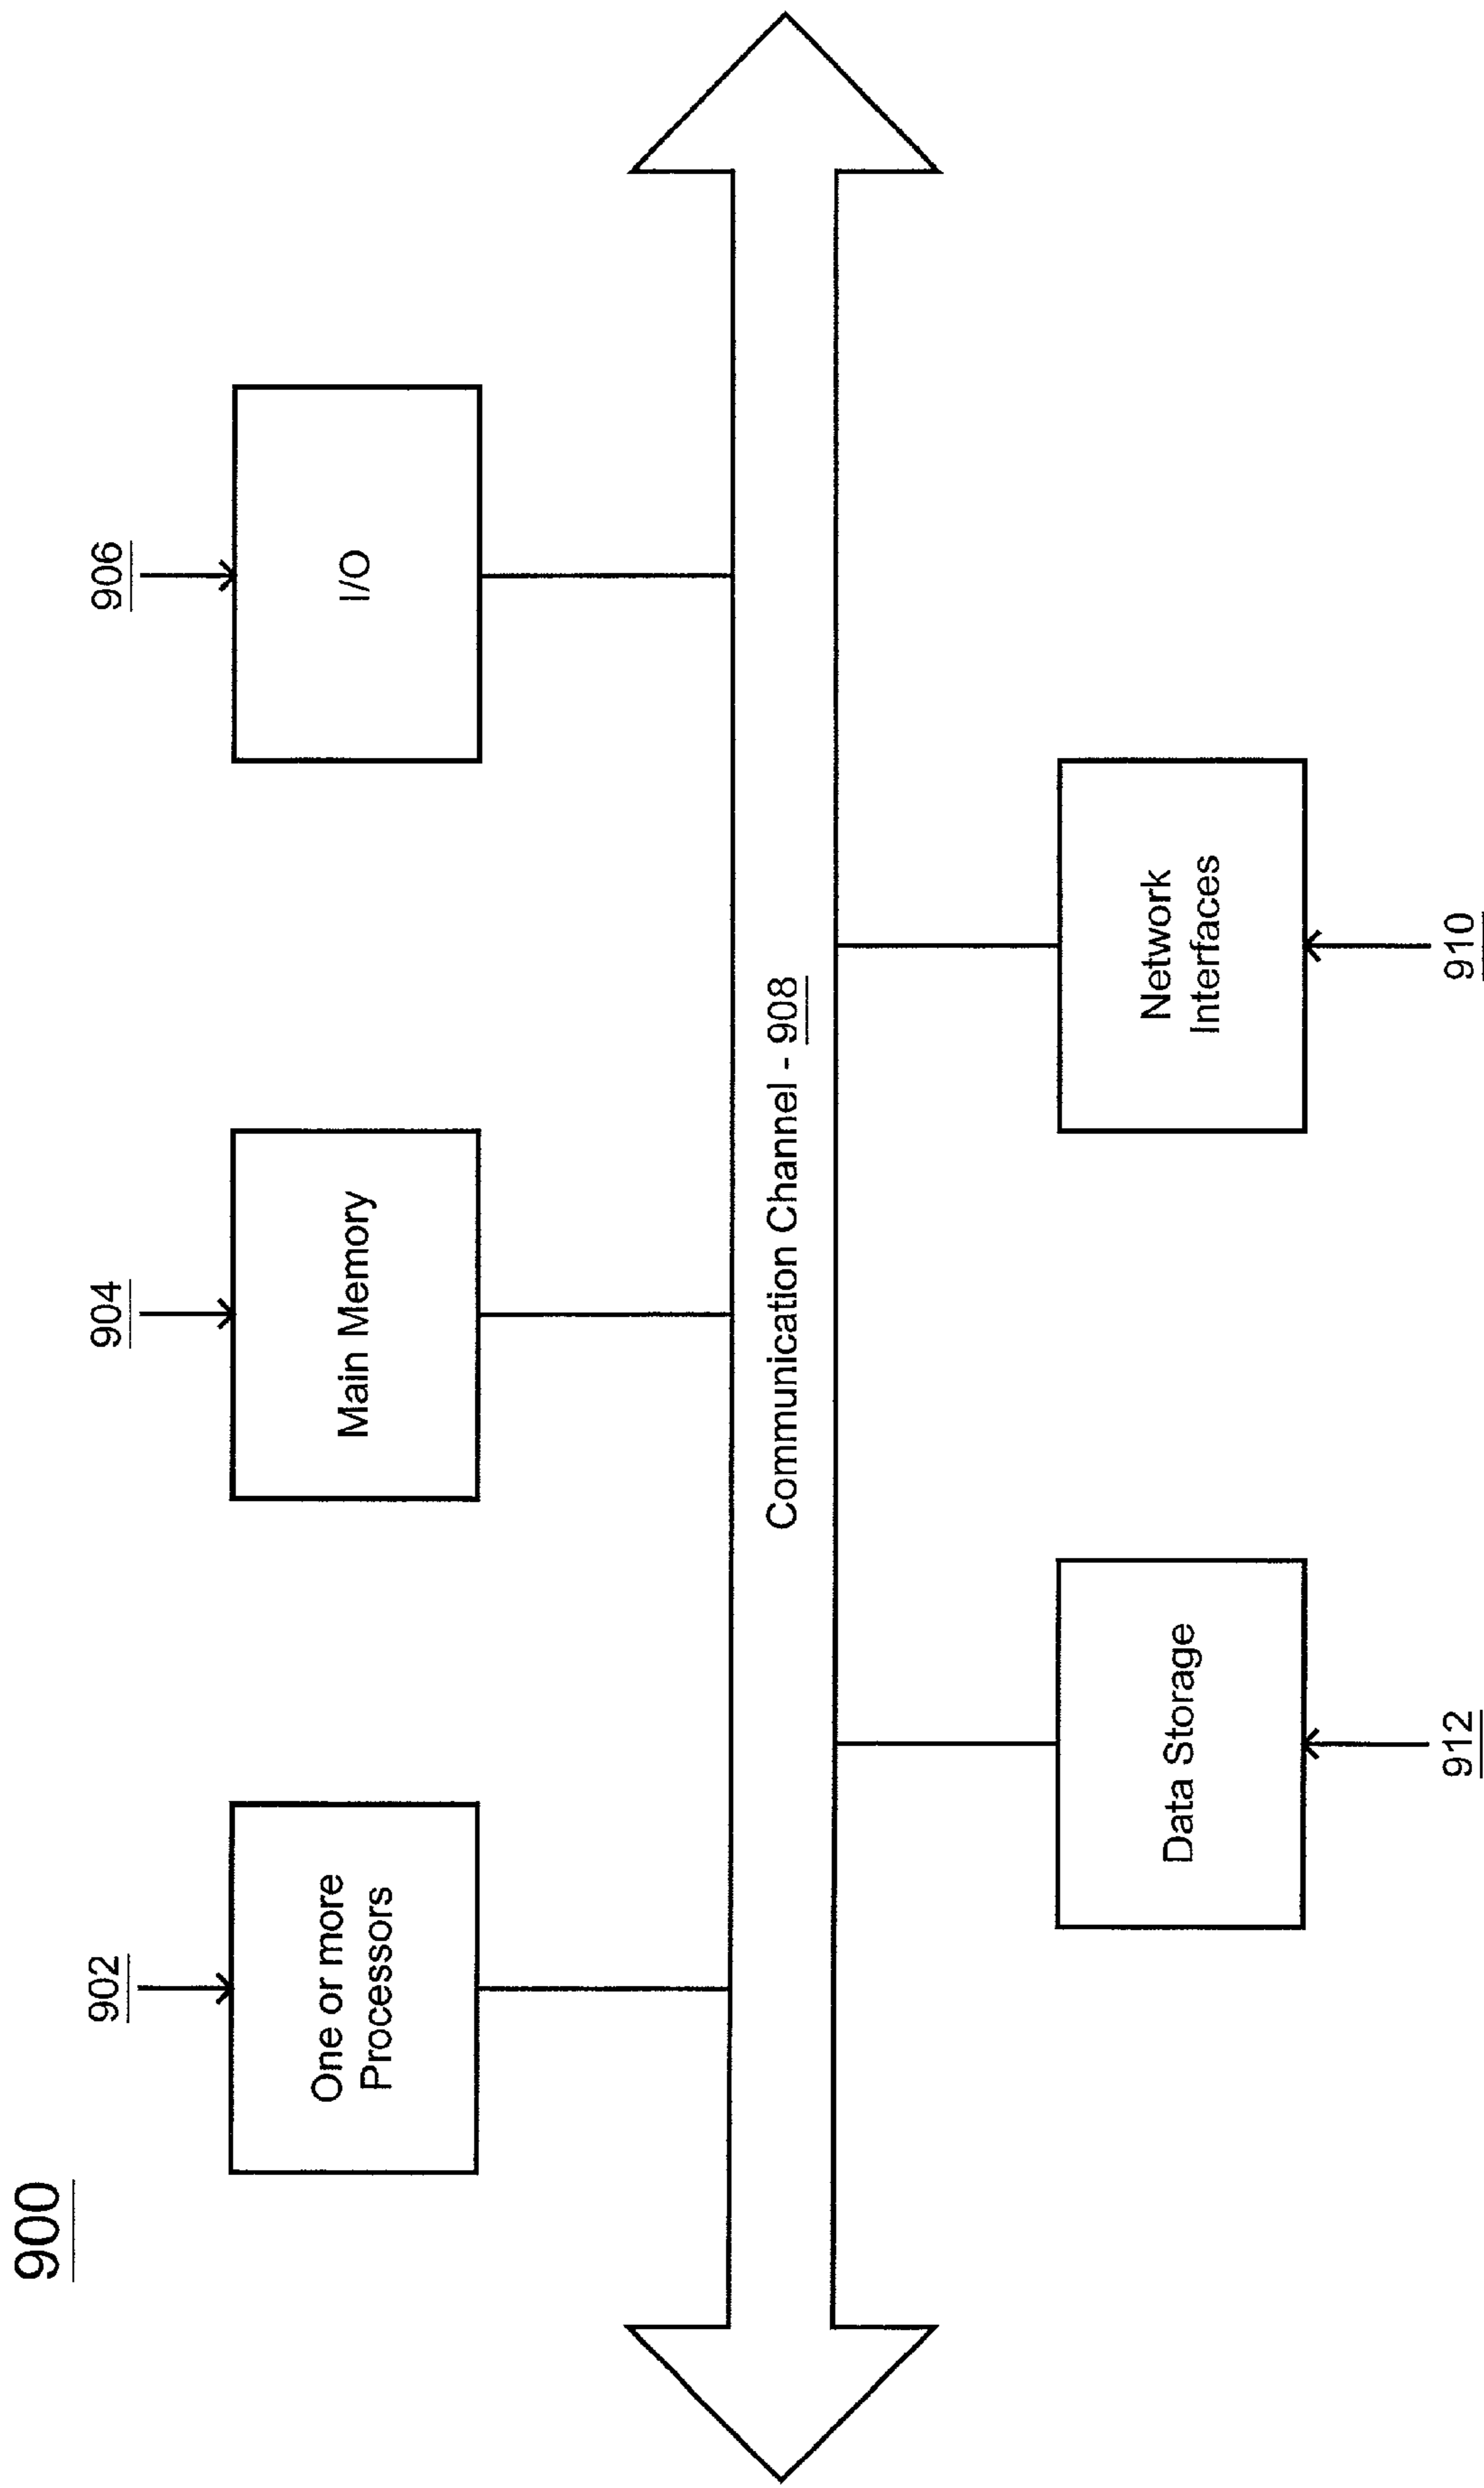 900
902
904
906
One or more
Processors
Main Memory
I/O
Communication Channel - 908
Data Storage
Network
Interfaces
912
910